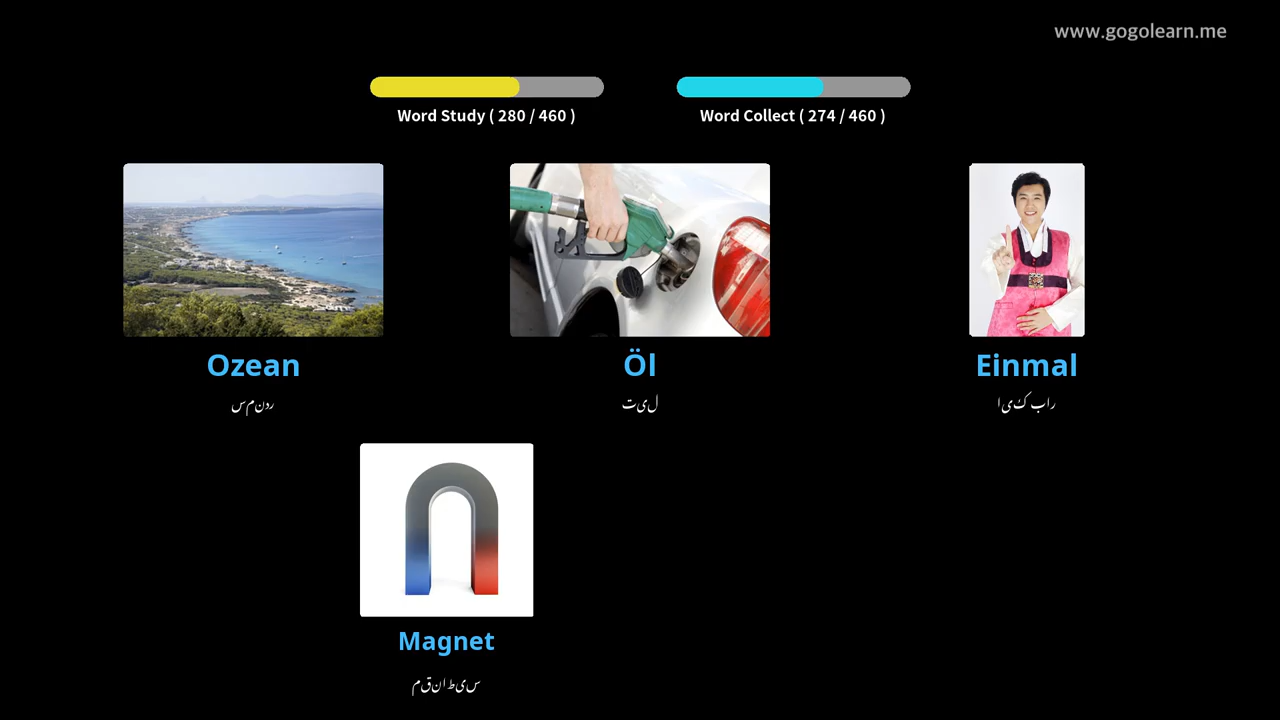 www.gogolearn.me
Word Study ( 280 / 460 )
Word Collect ( 274 / 460 )
Ozean
سمندر
Öl
تیل
Einmal
ایک بار
Magnet
مقناطیس